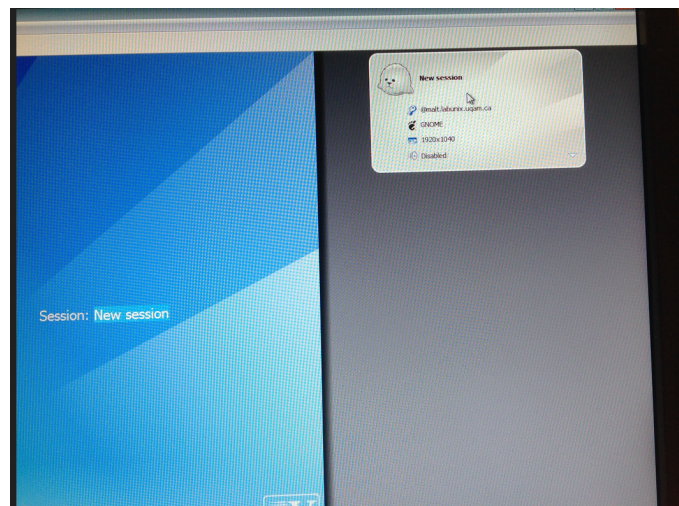 Session: New session
New session
@malt.labunix.uqam.ca
GNOME
1920x1040
Disabled